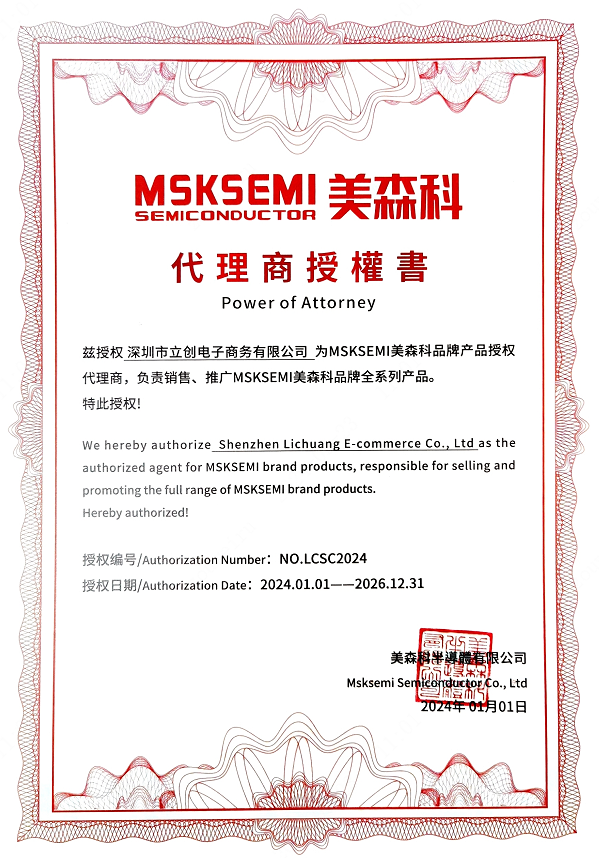 MSKSEMI 美森科
SEMICONDUCTOR
代理商授權書
Power of Attorney
兹授权 深圳市立创电子商务有限公司 为MSKSEMI美森科品牌产品授权
代理商，负责销售、推广MSKSEMI美森科品牌全系列产品。
特此授权!
We hereby authorize Shenzhen Lichuang E-commerce Co., Ltd as the
authorized agent for MSKSEMI brand products, responsible for selling and
promoting the full range of MSKSEMI brand products.
Hereby authorized!
授权编号/Authorization Number：NO.LCSC2024
授权日期/Authorization Date：2024.01.01——2026.12.31
美森科半導體有限公司
Msksemi Semiconductor Co., Ltd
2024年 01月01日